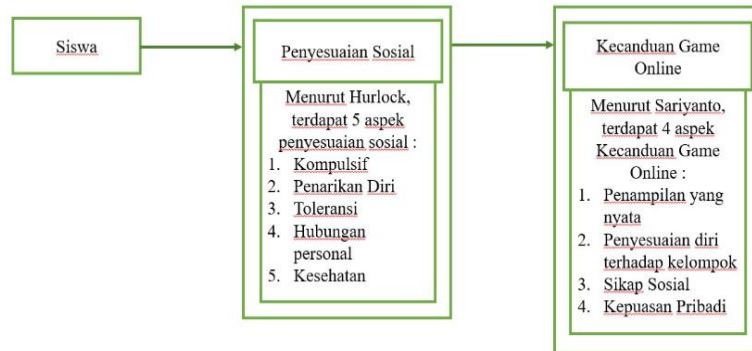 Siswa
Penyesuaian Sosial
Menurut Hurlock,
terdapat 5 aspek
penyesuaian sosial :
1. Kompulsif
2. Penarikan Diri
3. Toleransi
4. Hubungan
personal
5. Kesehatan
Kecanduan Game
Online
Menurut Sariyanto,
terdapat 4 aspek
Kecanduan Game
Online :
1. Penampilan yang
nyata
2. Penyesuaian diri
terhadap kelompok
3. Sikap Sosial
4. Kepuasan Pribadi